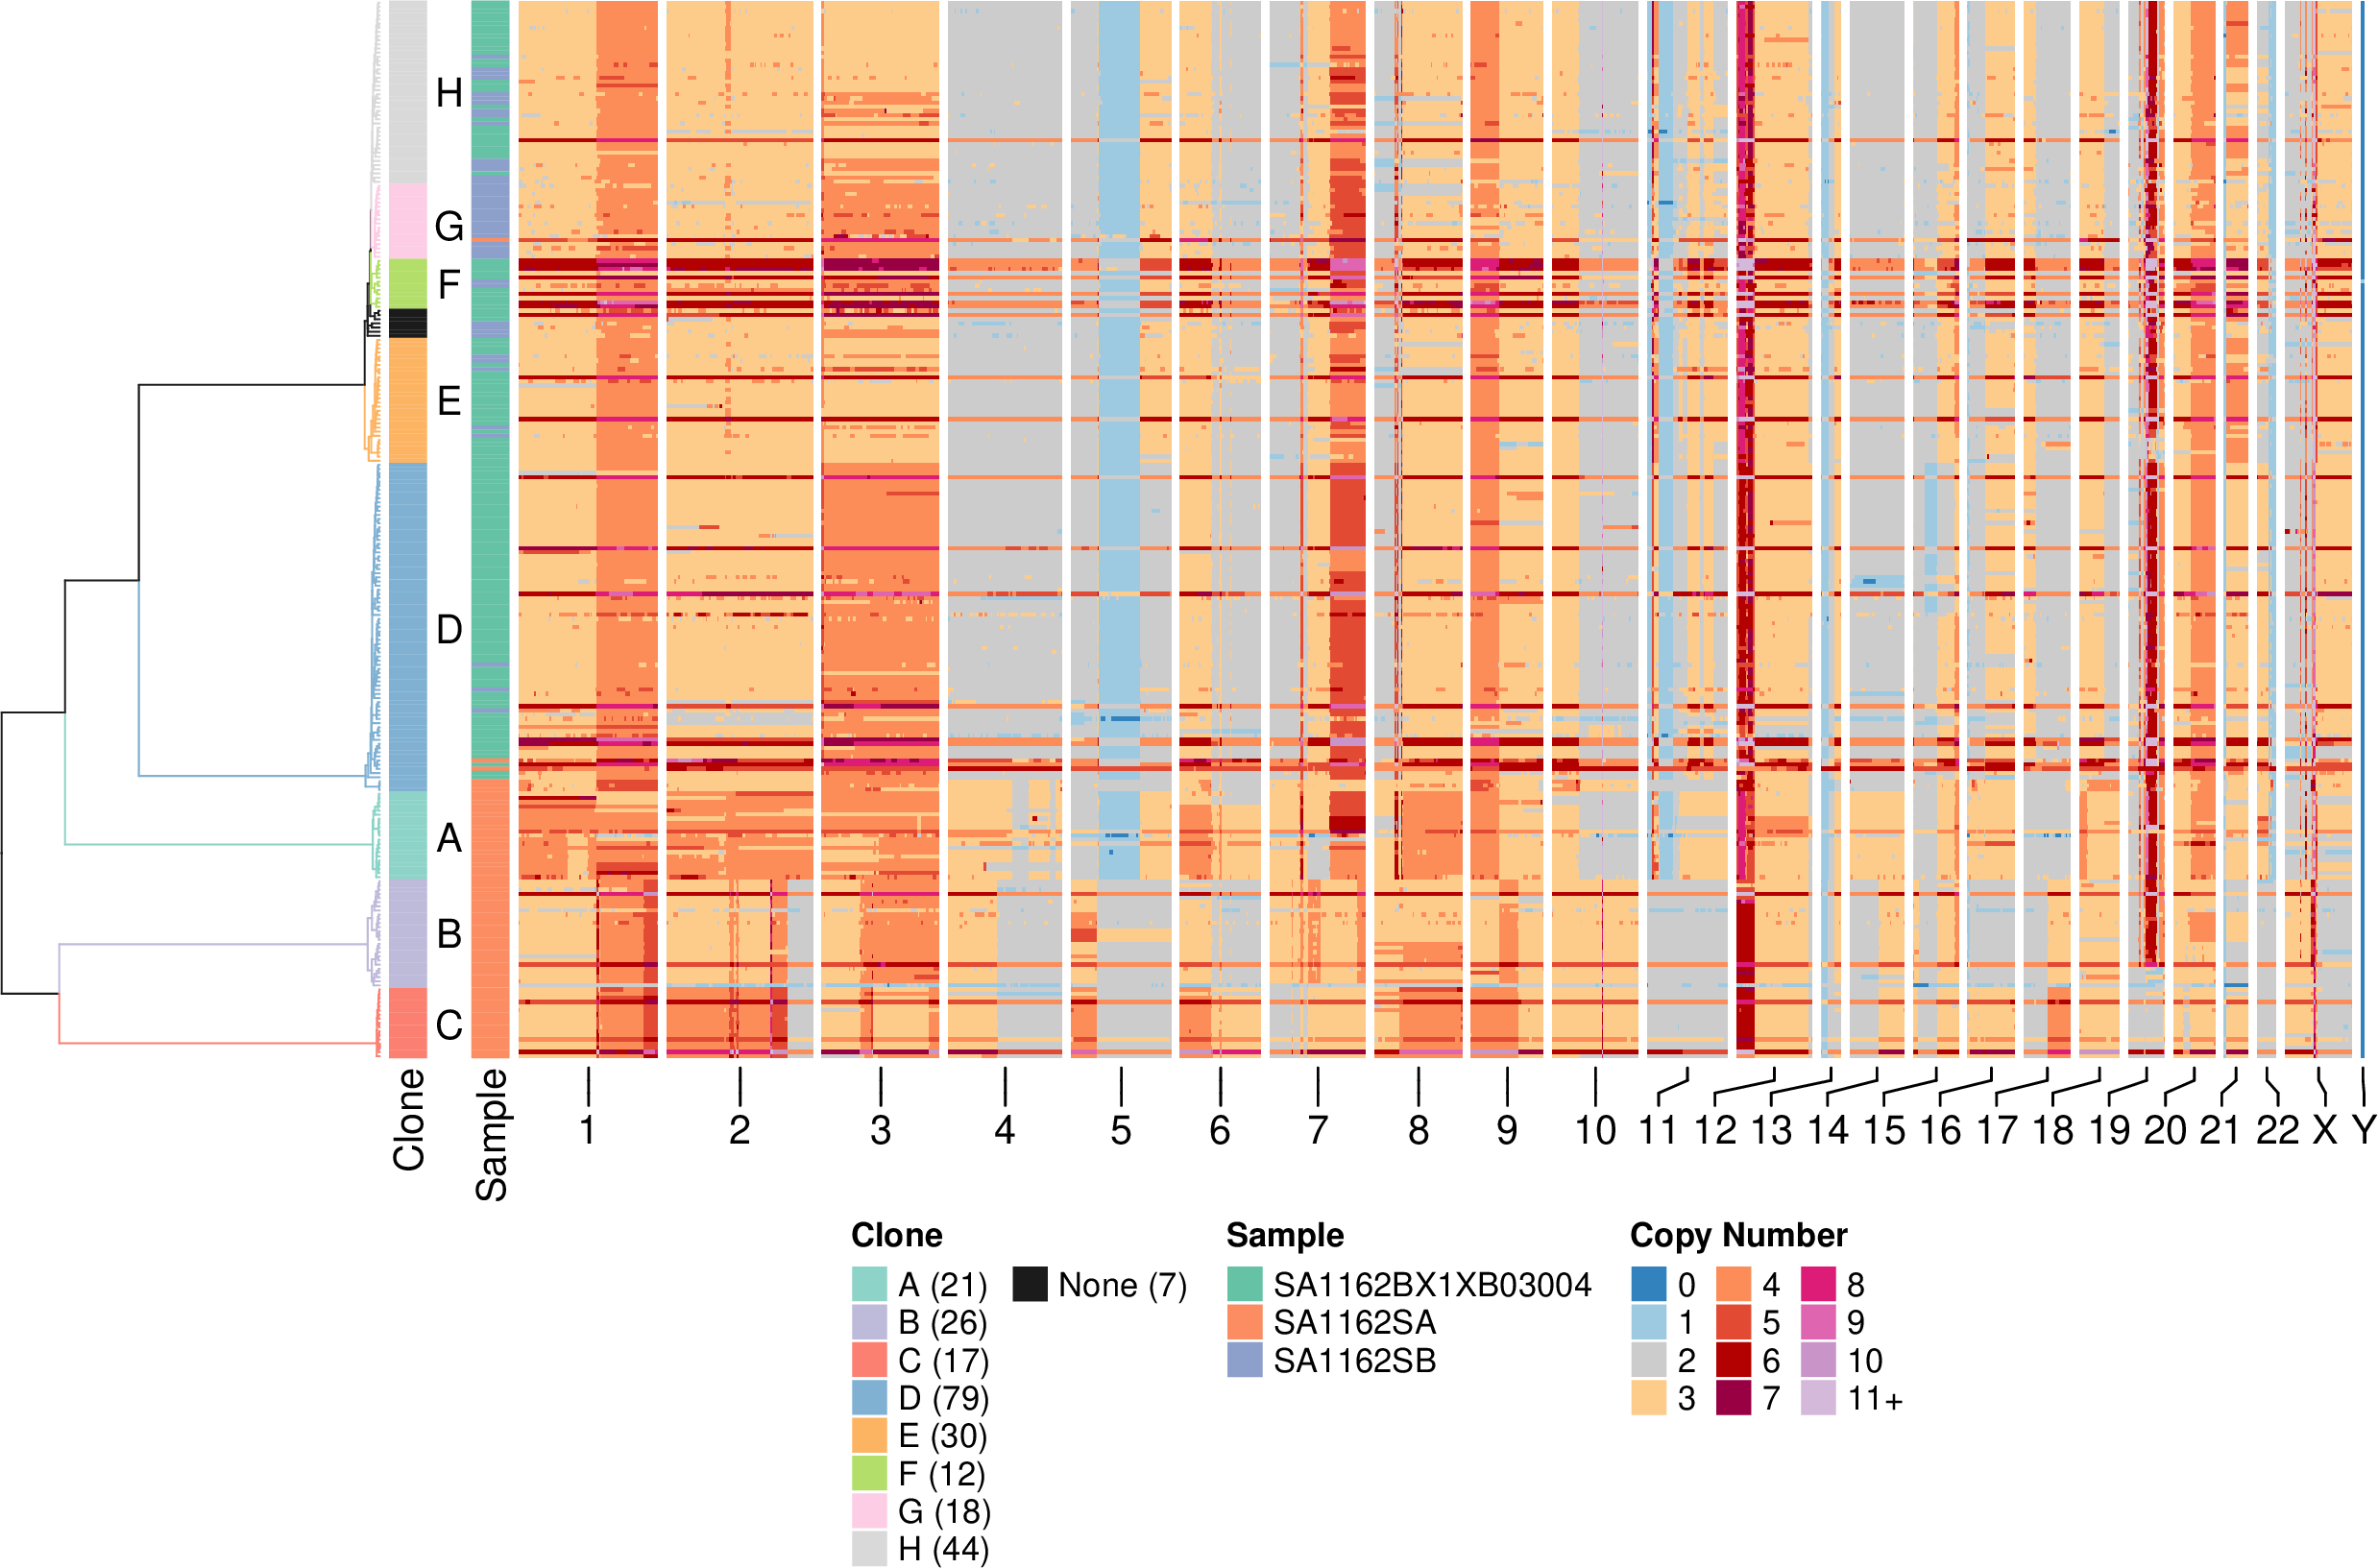 H
G
F
E
D
A
B
C
Clone
Sample
1 2 3 4 5 6 7 8 9 10 11 12 13 14 15 16 17 18 19 20 21 22 X Y
Clone
A (21)
B (26)
C (17)
D (79)
E (30)
F (12)
G (18)
H (44)
None (7)
Sample
SA1162BX1XB03004
SA1162SA
SA1162SB
Copy Number
0
1
2
3
4
5
6
7
8
9
10
11+